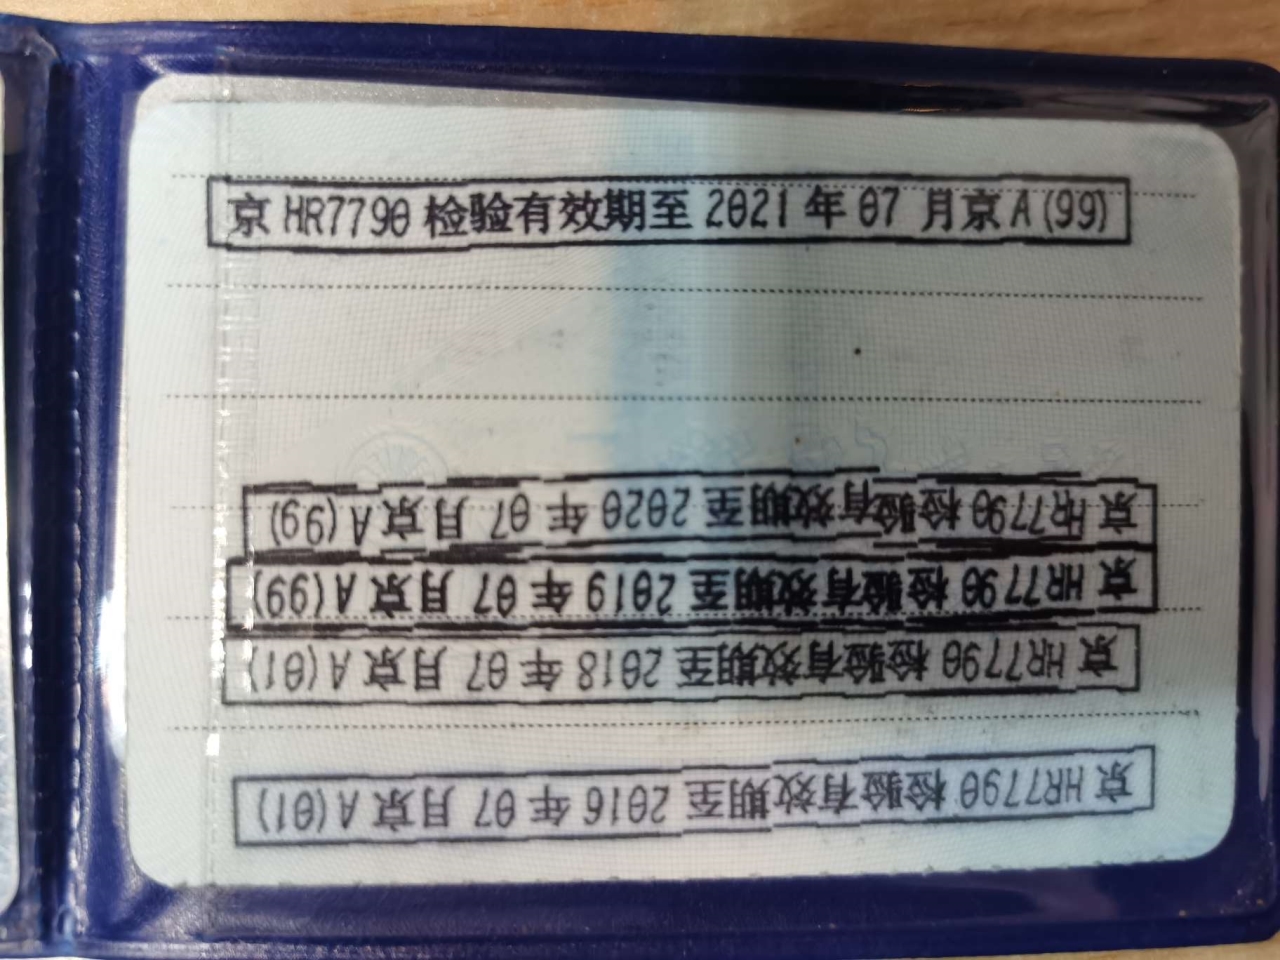 京 HR7790 检验有效期至 2021 年 07 月京 A (99)
京 HR7790 检验有效期至 2020 年 07 月京 A (99)
京 HR7790 检验有效期至 2019 年 07 月京 A (99)
京 HR7790 检验有效期至 2018 年 07 月京 A (01)
京 HR7790 检验有效期至 2016 年 07 月京 A (01)